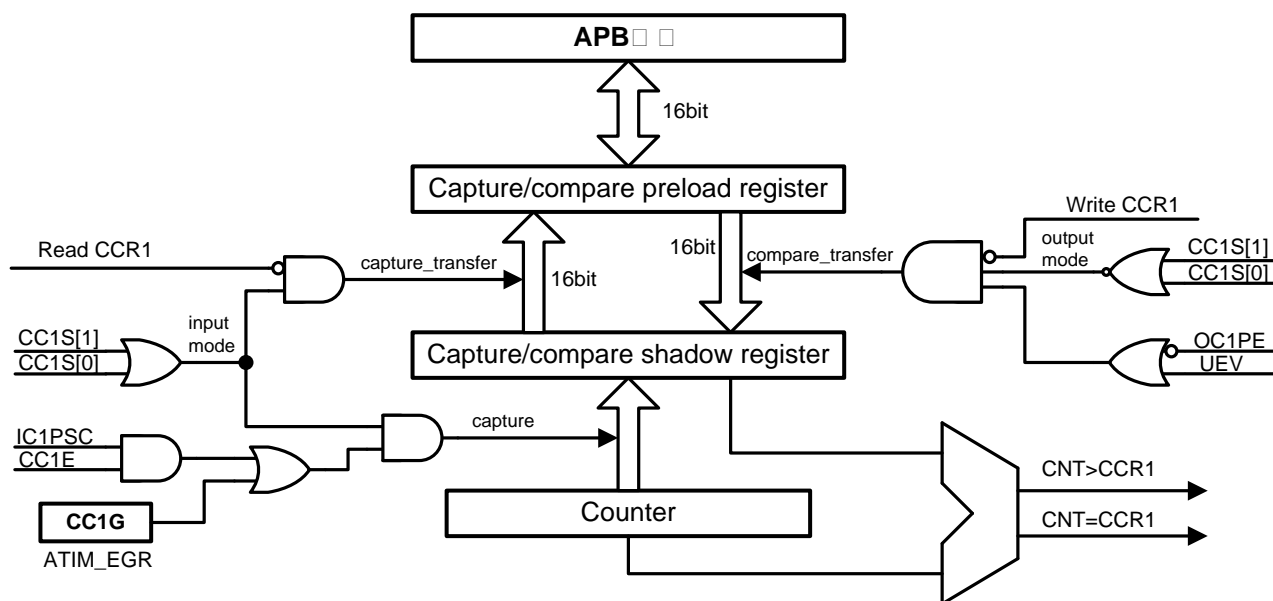 APB
16bit
Capture/compare preload register
Write CCR1
Read CCR1
capture_transfer
16bit
16bit
compare_transfer
output
mode
CC1S[1]
CC1S[0]
CC1S[1]
CC1S[0]
input
mode
Capture/compare shadow register
OC1PE
UEV
IC1PSC
CC1E
capture
CC1G
ATIM_EGR
Counter
CNT>CCR1
CNT=CCR1